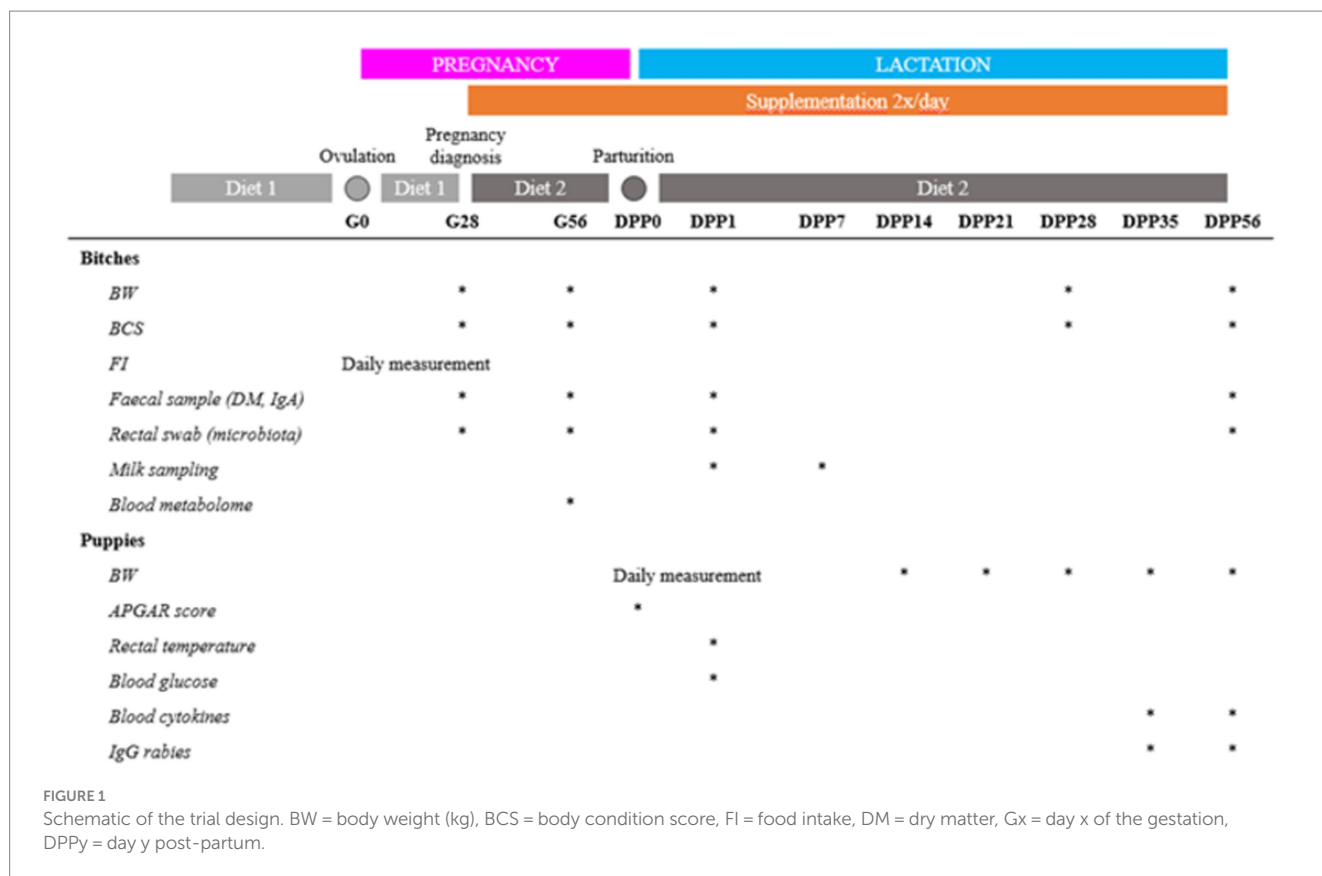 PREGNANCY LACTATION
Supplementation 2x/day
Ovulation Pregnancy diagnosis Parturition
Diet 1 Diet 1 Diet 2 Diet 2
G0 G28 G56 DPP0 DPP1 DPP7 DPP14 DPP21 DPP28 DPP35 DPP56
Bitches
BW * * * * *
BCS * * * * *
FI Daily measurement
Faecal sample (DM, IgA) * * * *
Rectal swab (microbiota) * * * *
Milk sampling * *
Blood metabolome *
Puppies
BW Daily measurement * * * * *
APGAR score *
Rectal temperature *
Blood glucose *
Blood cytokines * *
IgG rabies * *
FIGURE 1
Schematic of the trial design. BW = body weight (kg), BCS = body condition score, FI = food intake, DM = dry matter, Gx = day x of the gestation,
DPPy = day y post-partum.